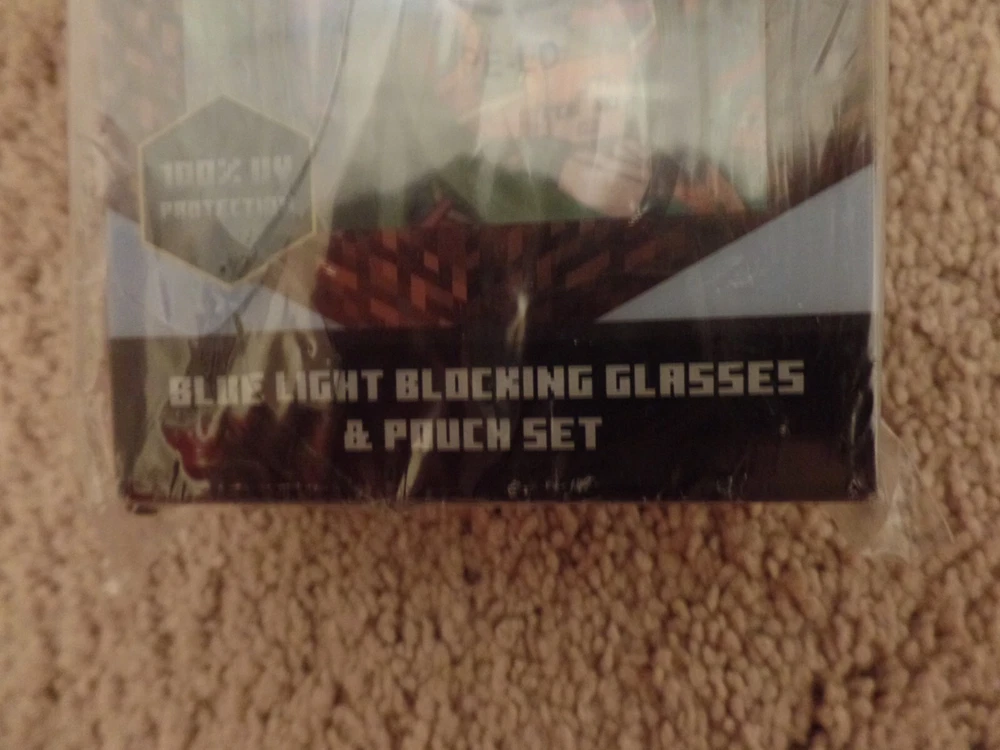 100% UV
PROTECTION
BLUE LIGHT BLOCKING GLASSES
& POUCH SET